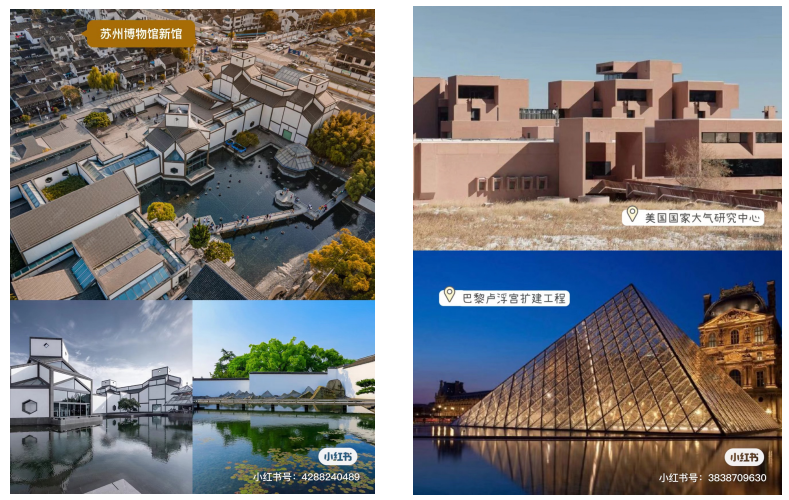 苏州博物馆新馆
小红书
小红书号：4288240489
美国国家大气研究中心
巴黎卢浮宫扩建工程
小红书
小红书号：3838709630